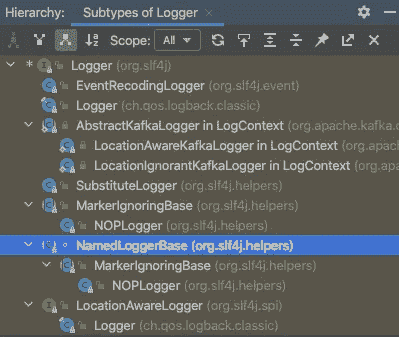 Hierarchy: Subtypes of Logger
Scope: All
* Logger (org.slf4j)
EventRecodingLogger (org.slf4j.event)
Logger (ch.qos.logback.classic)
AbstractKafkaLogger in LogContext (org.apache.kafka.c
LocationAwareKafkaLogger in LogContext (org.apac
LocationIgnorantKafkaLogger in LogContext (org.ap
SubstituteLogger (org.slf4j.helpers)
MarkerIgnoringBase (org.slf4j.helpers)
NOPLogger (org.slf4j.helpers)
NamedLoggerBase (org.slf4j.helpers)
MarkerIgnoringBase (org.slf4j.helpers)
NOPLogger (org.slf4j.helpers)
LocationAwareLogger (org.slf4j.spi)
Logger (ch.qos.logback.classic)